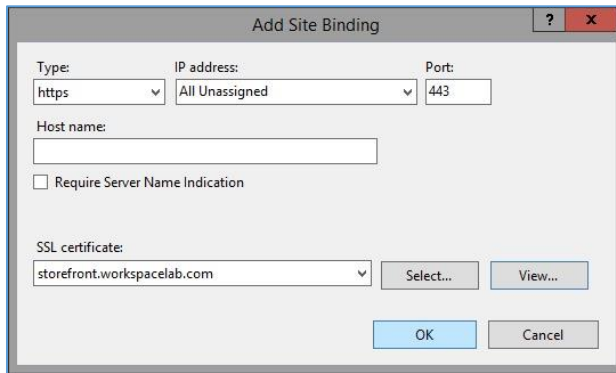 Add Site Binding
? x
Type: IP address: Port:
https All Unassigned 443
Host name:
Require Server Name Indication
SSL certificate:
storefront.workspacelab.com Select... View...
OK Cancel